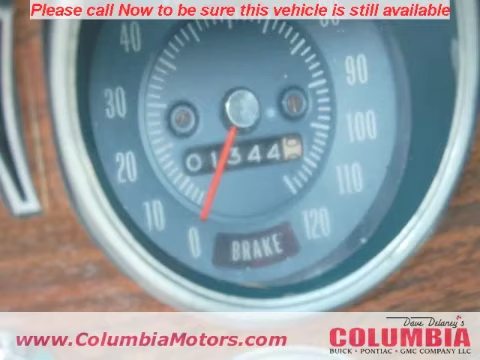 Please call Now to be sure this vehicle is still available
40
30
20
10
0
90
100
110
120
01344
BRAKE
www.ColumbiaMotors.com
Dave Delaney's
COLUMBIA
BUICK • PONTIAC • GMC COMPANY LLC